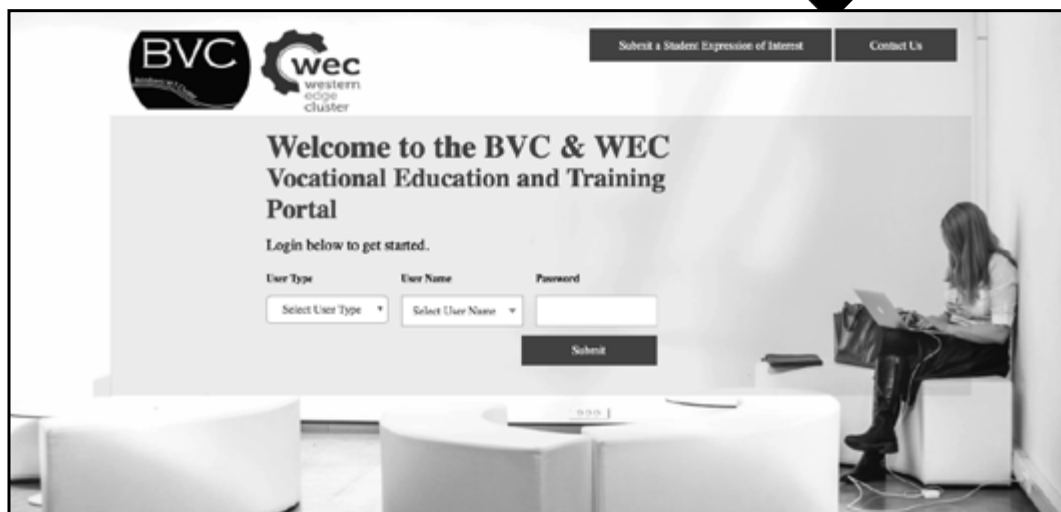 BVC
wec
western
edge
cluster
Submit a Student Expression of Interest
Contact Us
Welcome to the BVC & WEC
Vocational Education and Training
Portal
Login below to get started.
User Type
User Name
Password
Select User Type
Select User Name
Submit